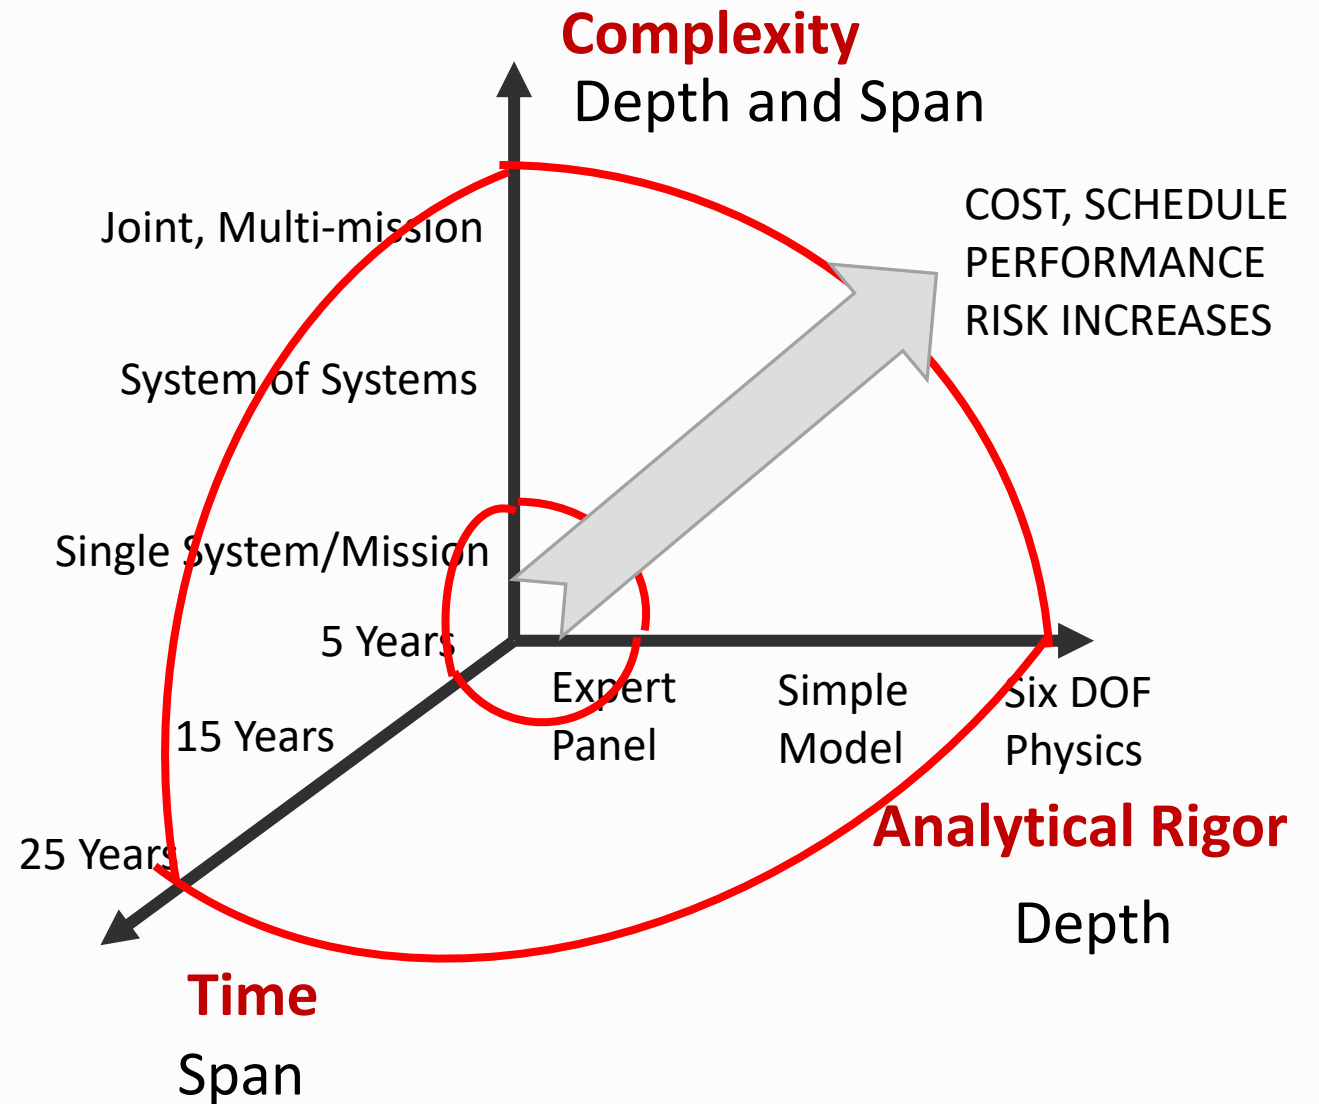 Complexity
Depth and Span
COST, SCHEDULE
PERFORMANCE
RISK INCREASES
Joint, Multi-mission
System of Systems
Single System/Mission
5 Years
15 Years
25 Years
Expert
Panel
Simple
Model
Six DOF
Physics
Analytical Rigor
Depth
Time
Span